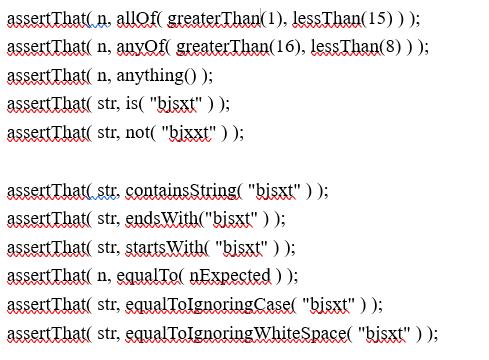 assertThat( n, allOf( greaterThan(1), lessThan(15) ) );
assertThat( n, anyOf( greaterThan(16), lessThan(8) ) );
assertThat( n, anything() );
assertThat( str, is( "bjsxt" ) );
assertThat( str, not( "bjxxt" ) );
assertThat( str, containsString( "bjsxt" ) );
assertThat( str, endsWith("bjsxt" ) );
assertThat( str, startsWith( "bjsxt" ) );
assertThat( n, equalTo( nExpected ) );
assertThat( str, equalToIgnoringCase( "bjsxt" ) );
assertThat( str, equalToIgnoringWhiteSpace( "bjsxt" ) );